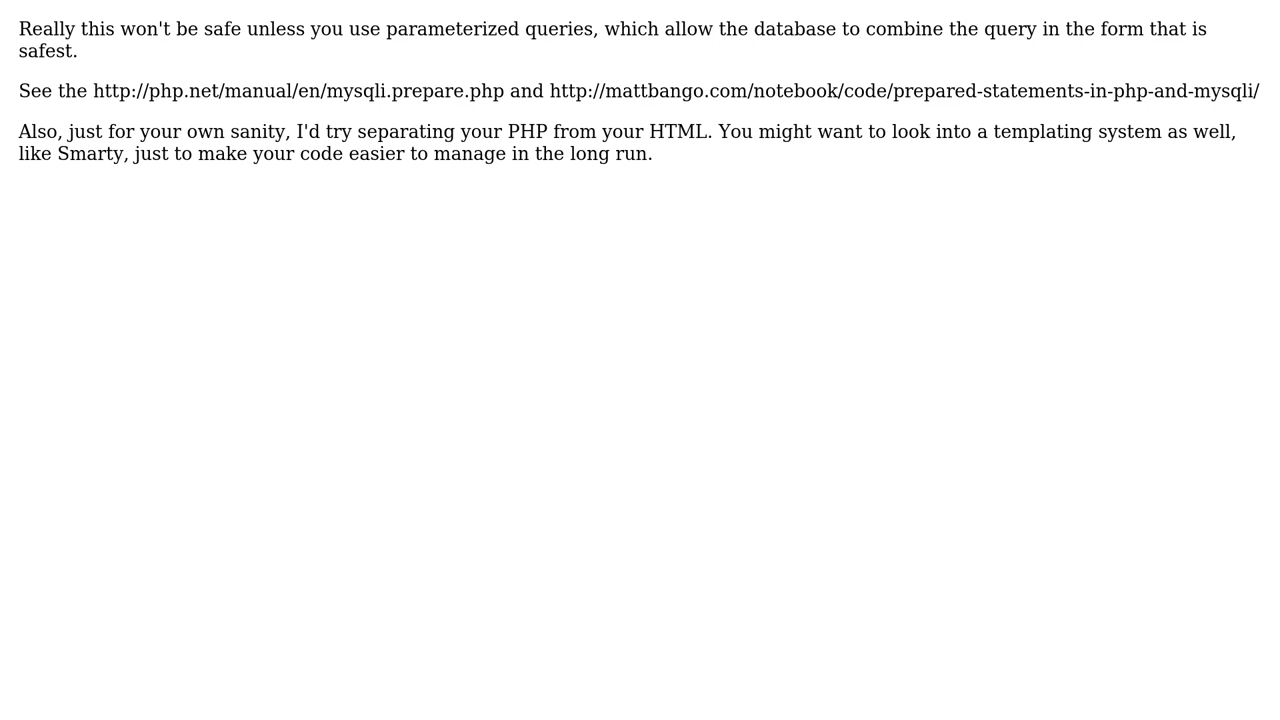 Really this won't be safe unless you use parameterized queries, which allow the database to combine the query in the form that is
safest.
See the http://php.net/manual/en/mysqli.prepare.php and http://mattbango.com/notebook/code/prepared-statements-in-php-and-mysqli/
Also, just for your own sanity, I'd try separating your PHP from your HTML. You might want to look into a templating system as well,
like Smarty, just to make your code easier to manage in the long run.